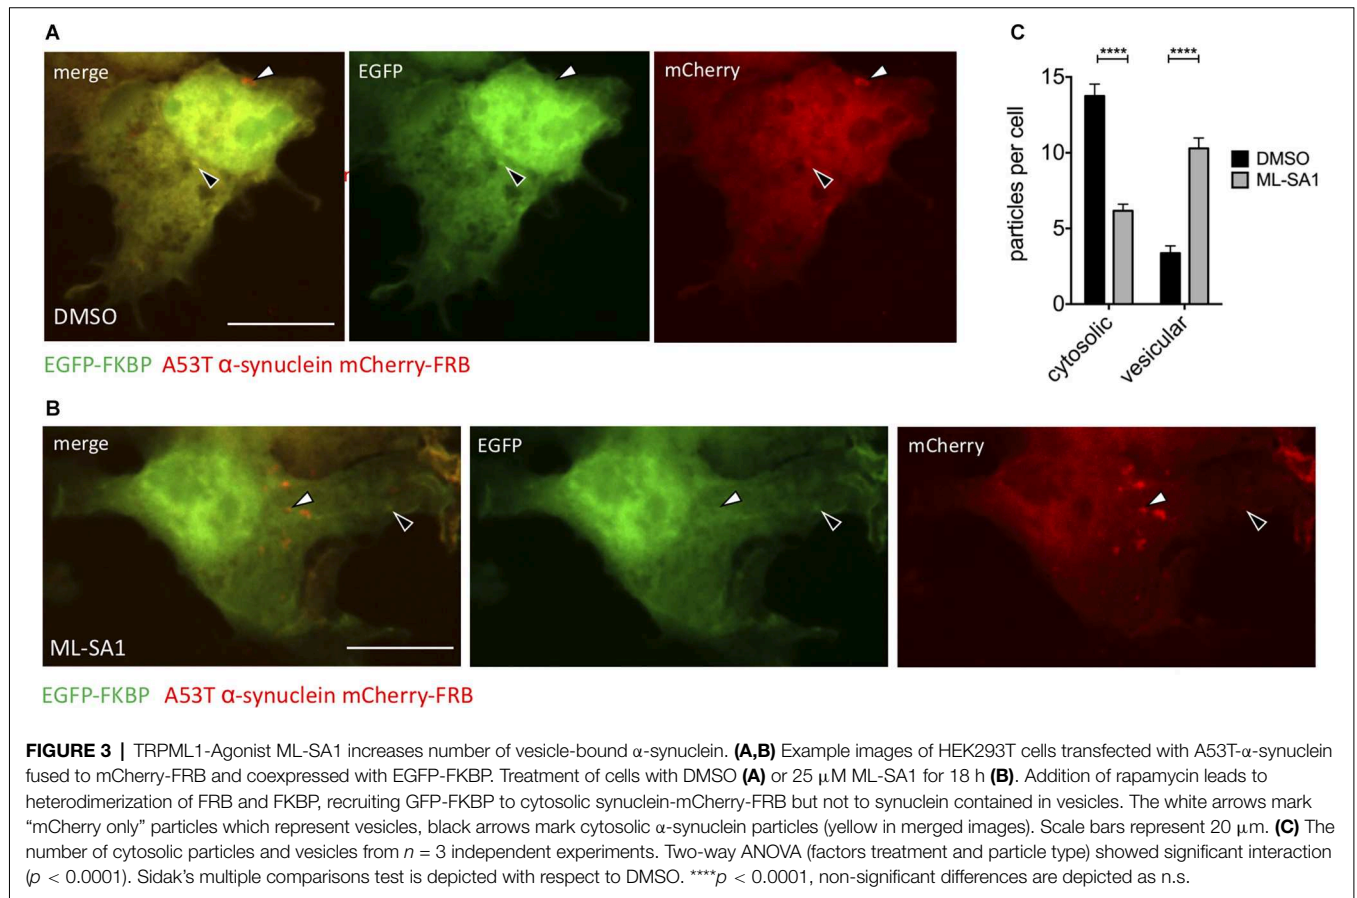 A
merge
EGFP
mCherry
DMSO
EGFP-FKBP A53T α-synuclein mCherry-FRB
B
merge
EGFP
mCherry
ML-SA1
EGFP-FKBP A53T α-synuclein mCherry-FRB
C
****
****
particles per cell
15
10
5
0
cytosolic
vesicular
DMSO
ML-SA1
FIGURE 3 | TRPML1-Agonist ML-SA1 increases number of vesicle-bound α-synuclein. (A,B) Example images of HEK293T cells transfected with A53T-α-synuclein
fused to mCherry-FRB and coexpressed with EGFP-FKBP. Treatment of cells with DMSO (A) or 25 μM ML-SA1 for 18 h (B). Addition of rapamycin leads to
heterodimerization of FRB and FKBP, recruiting GFP-FKBP to cytosolic synuclein-mCherry-FRB but not to synuclein contained in vesicles. The white arrows mark
“mCherry only” particles which represent vesicles, black arrows mark cytosolic α-synuclein particles (yellow in merged images). Scale bars represent 20 μm. (C) The
number of cytosolic particles and vesicles from n = 3 independent experiments. Two-way ANOVA (factors treatment and particle type) showed significant interaction
(p < 0.0001). Sidak’s multiple comparisons test is depicted with respect to DMSO. ****p < 0.0001, non-significant differences are depicted as n.s.